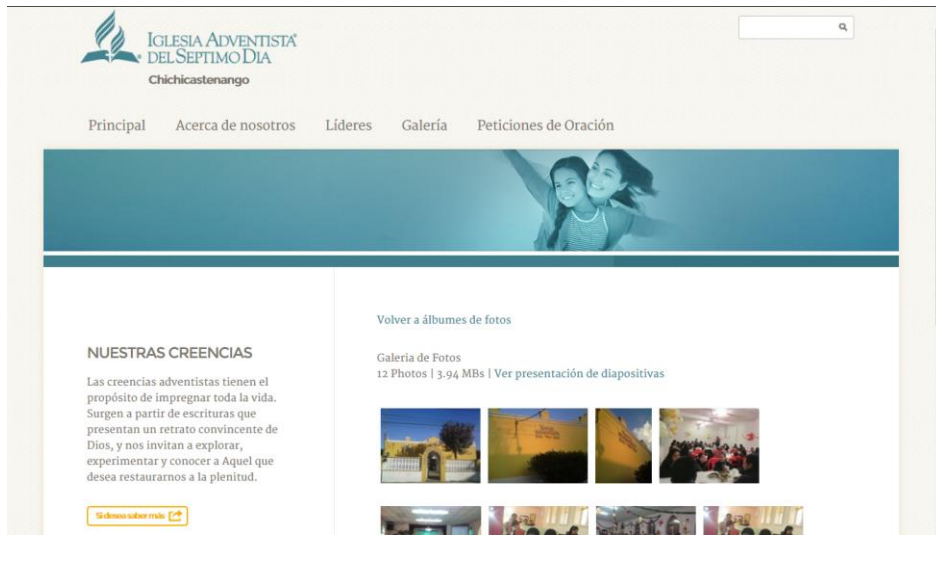 IGLESIA ADVENTISTA®
DEL SEPTIMO DIA
Chichicastenango
Principal Acerca de nosotros Líderes Galería Peticiones de Oración
NUESTRAS CREENCIAS
Las creencias adventistas tienen el
propósito de impregnar toda la vida.
Surgen a partir de escrituras que
presentan un retrato convincente de
Dios, y nos invitan a explorar,
experimentar y conocer a Aquel que
desea restaurarnos a la plenitud.
Si desea saber más
Volver a álbumes de fotos
Galeria de Fotos
12 Photos | 3.94 MBs | Ver presentación de diapositivas